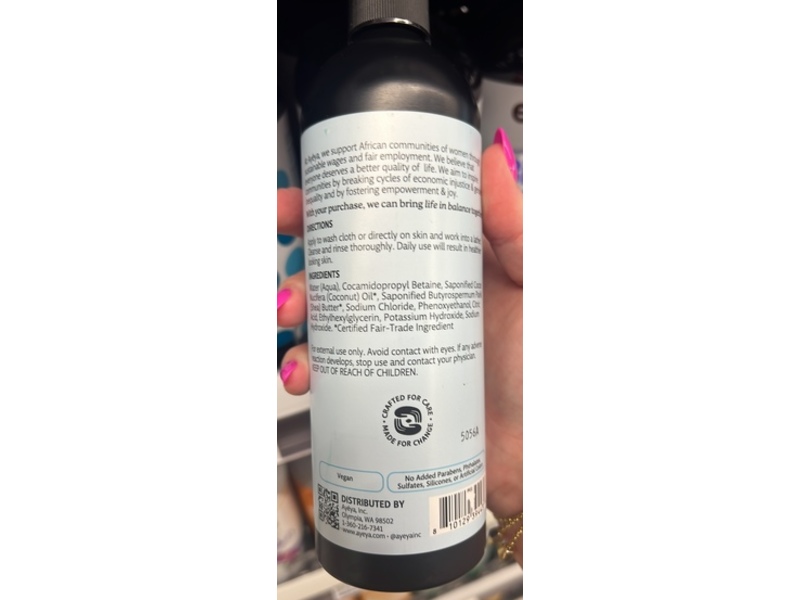 Ayéya, we support African communities of women through
sustainable wages and fair employment. We believe that
everyone deserves a better quality of life. We aim to
communities by breaking cycles of economic injustice &
inequality and by fostering empowerment & joy.
With your purchase, we can bring life in balance
DIRECTIONS
Apply to wash cloth or directly on skin and work into a lather.
Cleanse and rinse thoroughly. Daily use will result in healthier
looking skin.
INGREDIENTS
Water (Aqua), Cocamidopropyl Betaine, Saponified Cocos
Nucifera (Coconut) Oil*, Saponified Butyrospermum Parkii
(Shea) Butter*, Sodium Chloride, Phenoxyethanol, Citric
Acid, Ethylhexylglycerin, Potassium Hydroxide, Sodium
Hydroxide. *Certified Fair-Trade Ingredient
For external use only. Avoid contact with eyes. If any adverse
reaction develops, stop use and contact your physician.
KEEP OUT OF REACH OF CHILDREN.
• CRAFTED FOR CARE •
MADE FOR CHANGE
5056A
Vegan
No Added Parabens, Phthalates,
Sulfates, Silicones, or Artificial
DISTRIBUTED BY
Ayéya, Inc.
Olympia, WA 98502
1-360-216-7341
www.ayeya.com - @ayeyainc